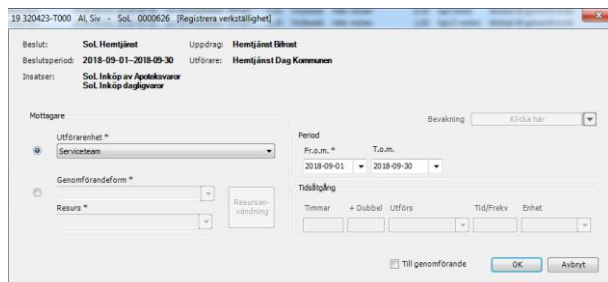 19 320423-T000 Al, Siv - SoL 0000626 [Registrera verkställighet]
Beslut: SoL Hemtjänst Uppdrag: Hemtjänst Bifrost
Beslutsperiod: 2018-09-01--2018-09-30 Utförare: Hemtjänst Dag Kommunen
Insatser: SoL Inköp av Apoteksvaror
SoL Inköp dagligvaror
Bevakning Klicka här
Mottagare
Period
Utförarenhet *
Fr.o.m. * T.o.m.
Serviceteam
2018-09-01 2018-09-30
Genomförandeform *
Tidsåtgång
Resurs *
Resursan-
vändning
Timmar + Dubbel Utförs Tid/Frekv Enhet
Till genomförande OK Avbryt